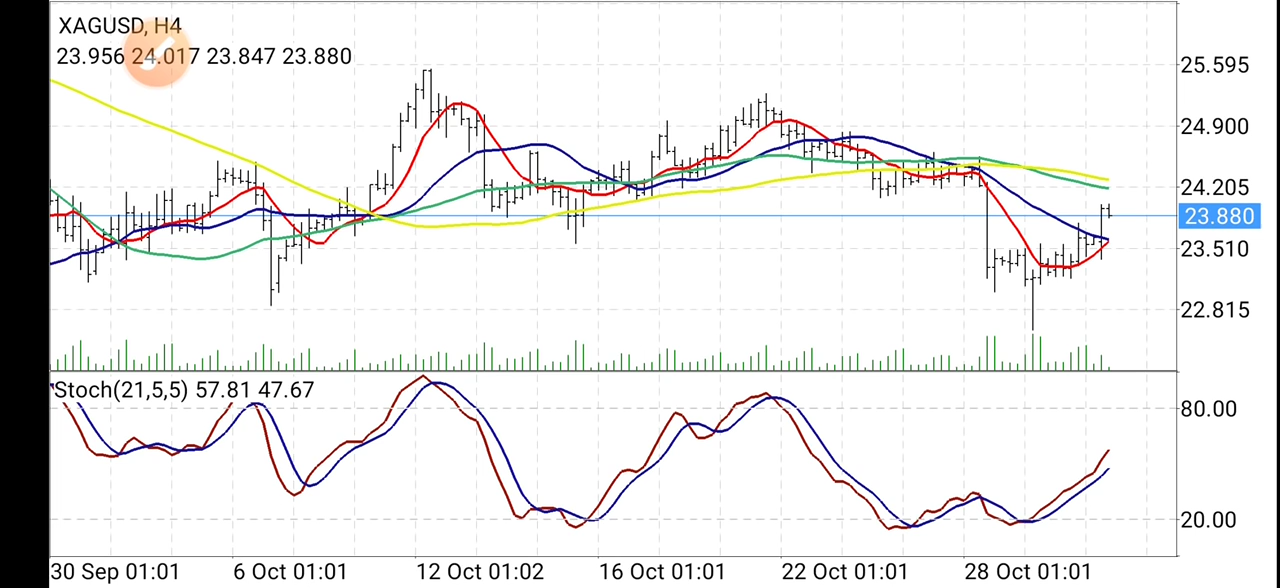 XAGUSD, H4
23.956 24.017 23.847 23.880
25.595
24.900
24.205
23.880
23.510
22.815
Stoch(21,5,5) 57.81 47.67
80.00
20.00
30 Sep 01:01 6 Oct 01:01 12 Oct 01:02 16 Oct 01:01 22 Oct 01:01 28 Oct 01:01